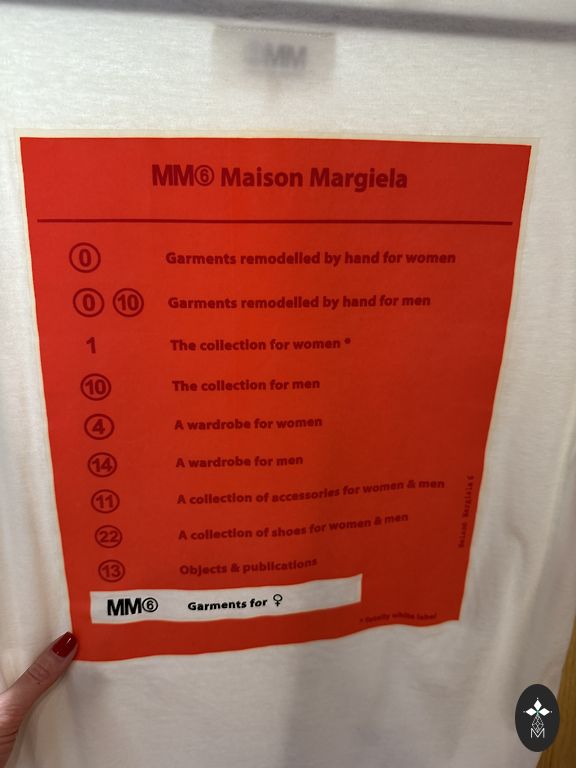 MM⑥
MM⑥ Maison Margiela
⓪ Garments remodelled by hand for women
⓪ ⑩ Garments remodelled by hand for men
1 The collection for women *
⑩ The collection for men
④ A wardrobe for women
⑭ A wardrobe for men
⑪ A collection of accessories for women & men
㉒ A collection of shoes for women & men
⑬ Objects & publications
MM⑥ Garments for ♀
* totally white label
Maison Margiela 6
M